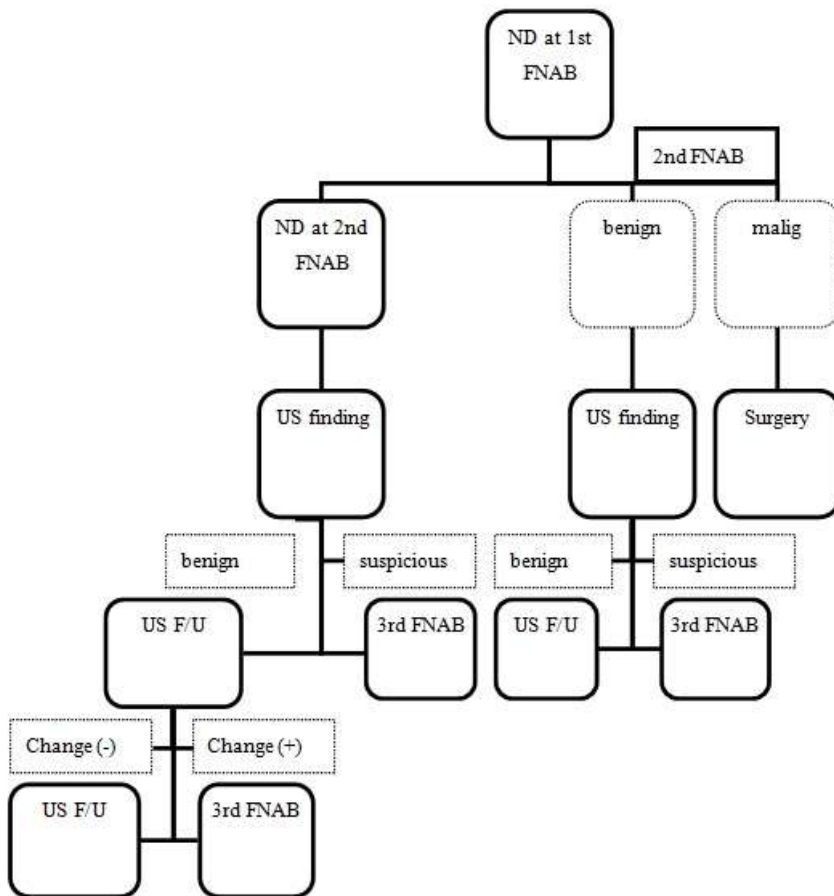 ND at 1st
FNAB
2nd FNAB
ND at 2nd
FNAB
benign
malig
US finding
US finding
Surgery
benign
suspicious
benign
suspicious
US F/U
3rd FNAB
US F/U
3rd FNAB
Change (-)
Change (+)
US F/U
3rd FNAB